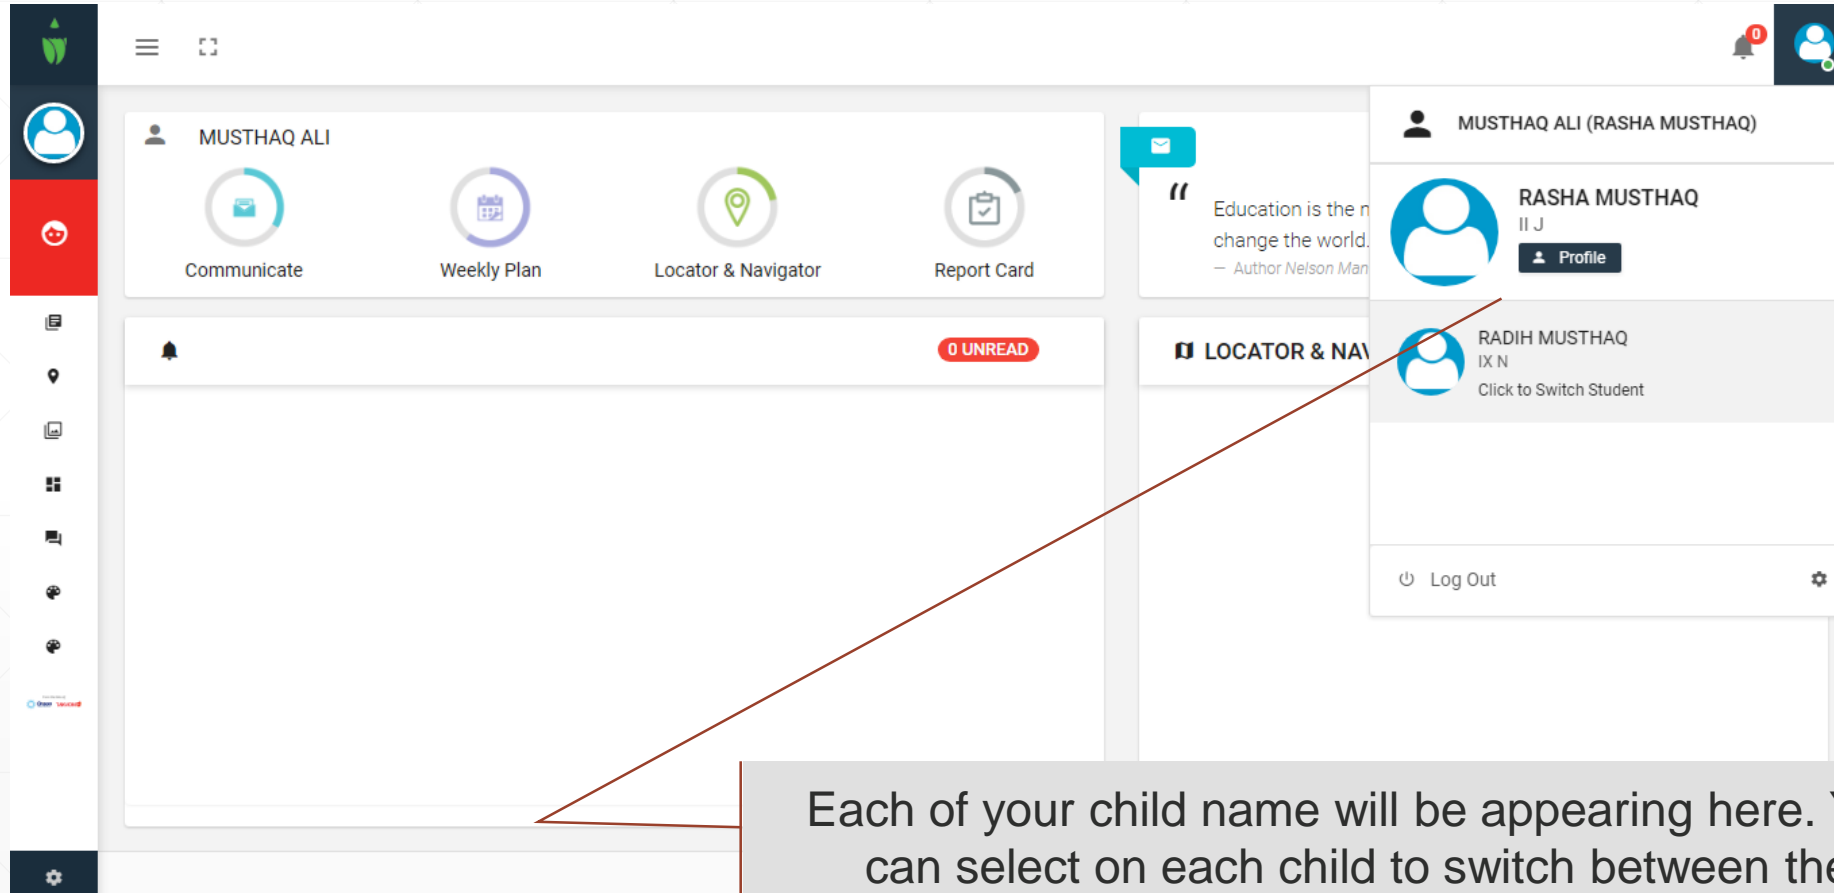 0
MUSTHAQ ALI
Communicate
Weekly Plan
Locator & Navigator
Report Card
“
Education is the
change the world.
— Author Nelson
MUSTHAQ ALI (RASHA MUSTHAQ)
RASHA MUSTHAQ
II J
Profile
RADIH MUSTHAQ
IX N
Click to Switch Student
Log Out
0 UNREAD
LOCATOR &
Each of your child name will be appearing here.
can select on each child to switch between